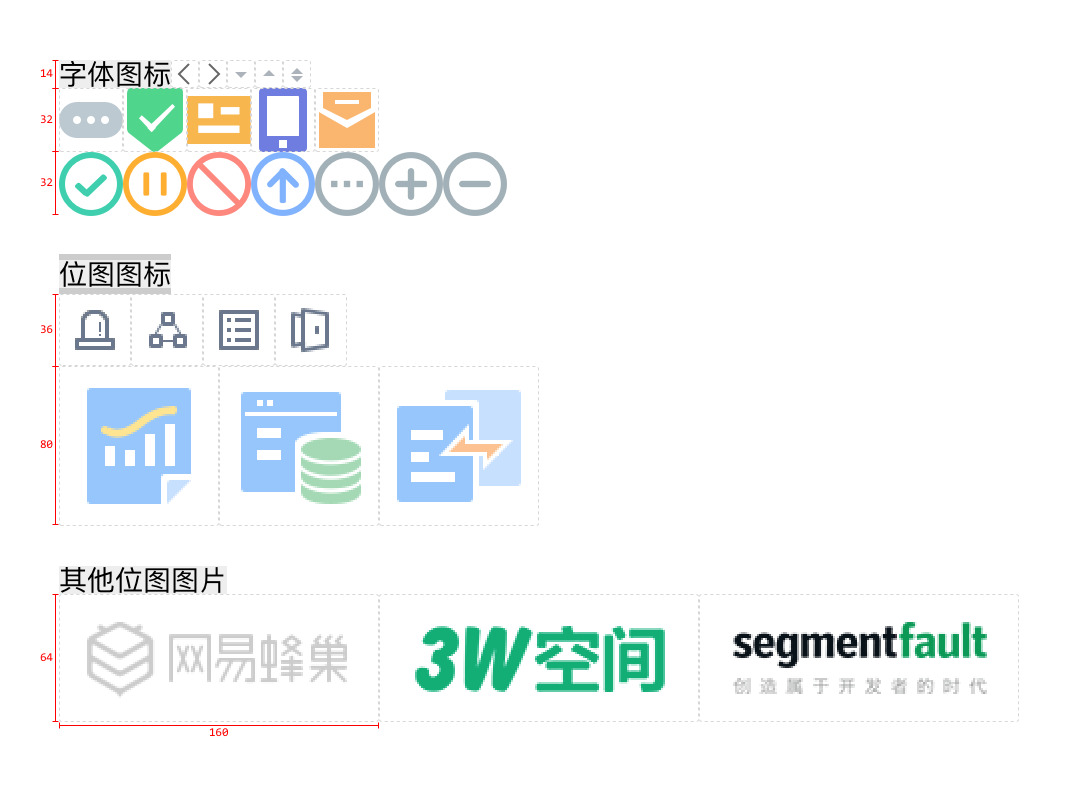 字体图标
14
32
32
位图图标
36
80
其他位图图片
64
网易蜂巢
3W空间
segmentfault
创造属于开发者的时代
160